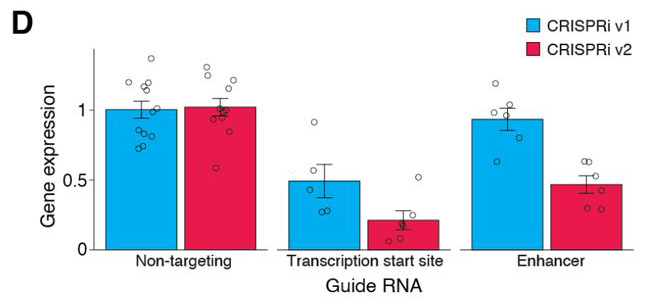 D
CRISPRi v1
CRISPRi v2
Gene expression
1
0.5
0
Non-targeting
Transcription start site
Enhancer
Guide RNA